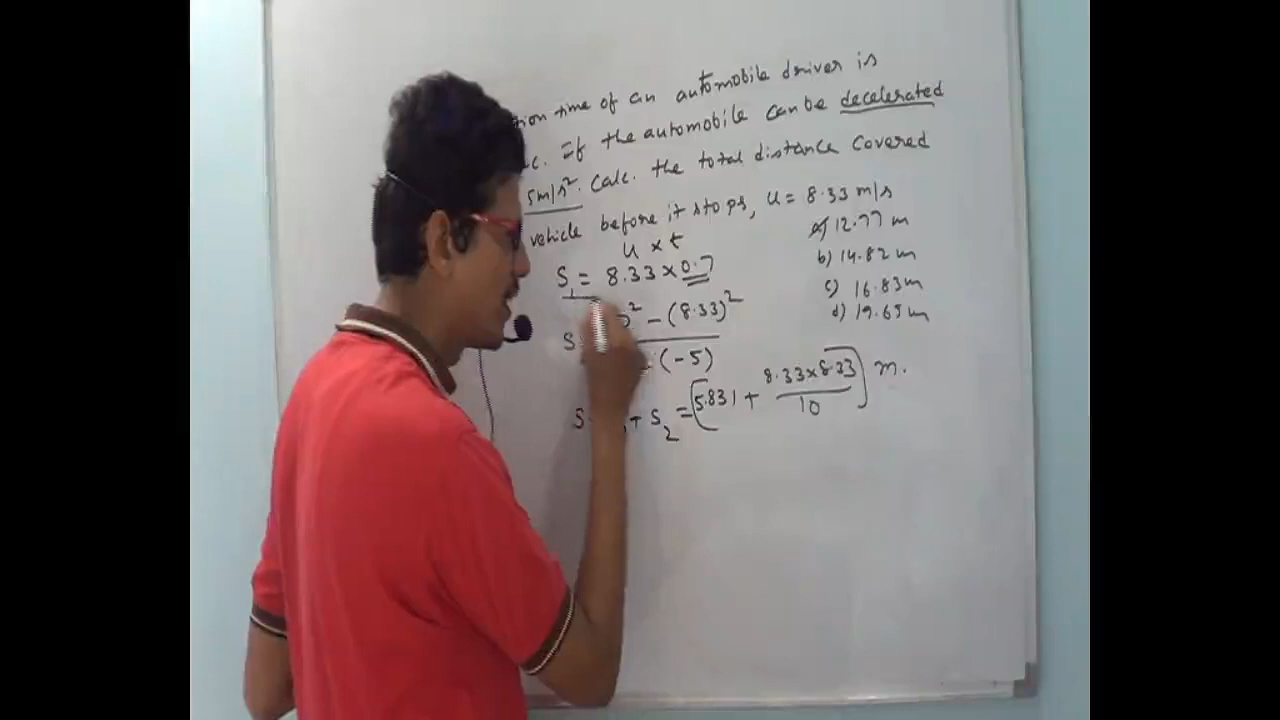 tion time of an automobile driver is
c. If the automobile can be decelerated
5m/s². Calc. the total distance covered
vehicle before it stops, u = 8.33 m/s
a) 12.77 m
b) 14.82 m
c) 16.83 m
d) 19.65 m
u × t
S₁ = 8.33 × 0.7
² - (8.33)²
S (-5)
S + S₂ = [5.831 + 8.33×8.33 / 10] m.